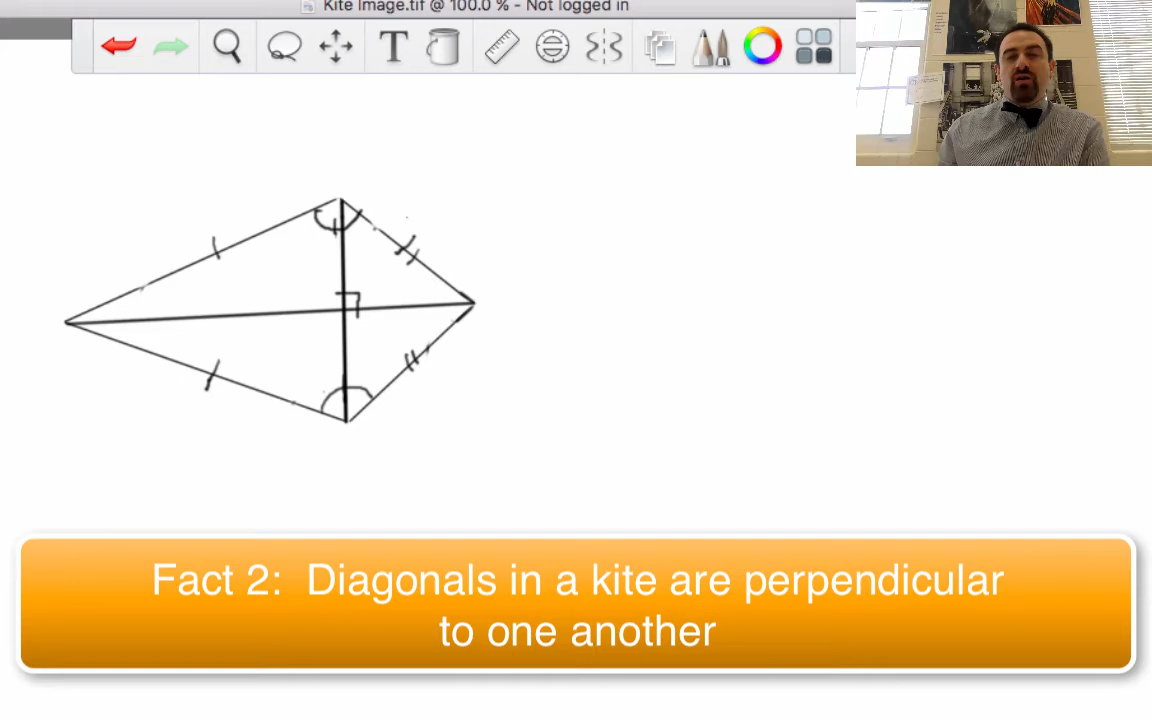 Kite Image.tif @ 100.0 % - Not logged in
T
Fact 2:  Diagonals in a kite are perpendicular
to one another